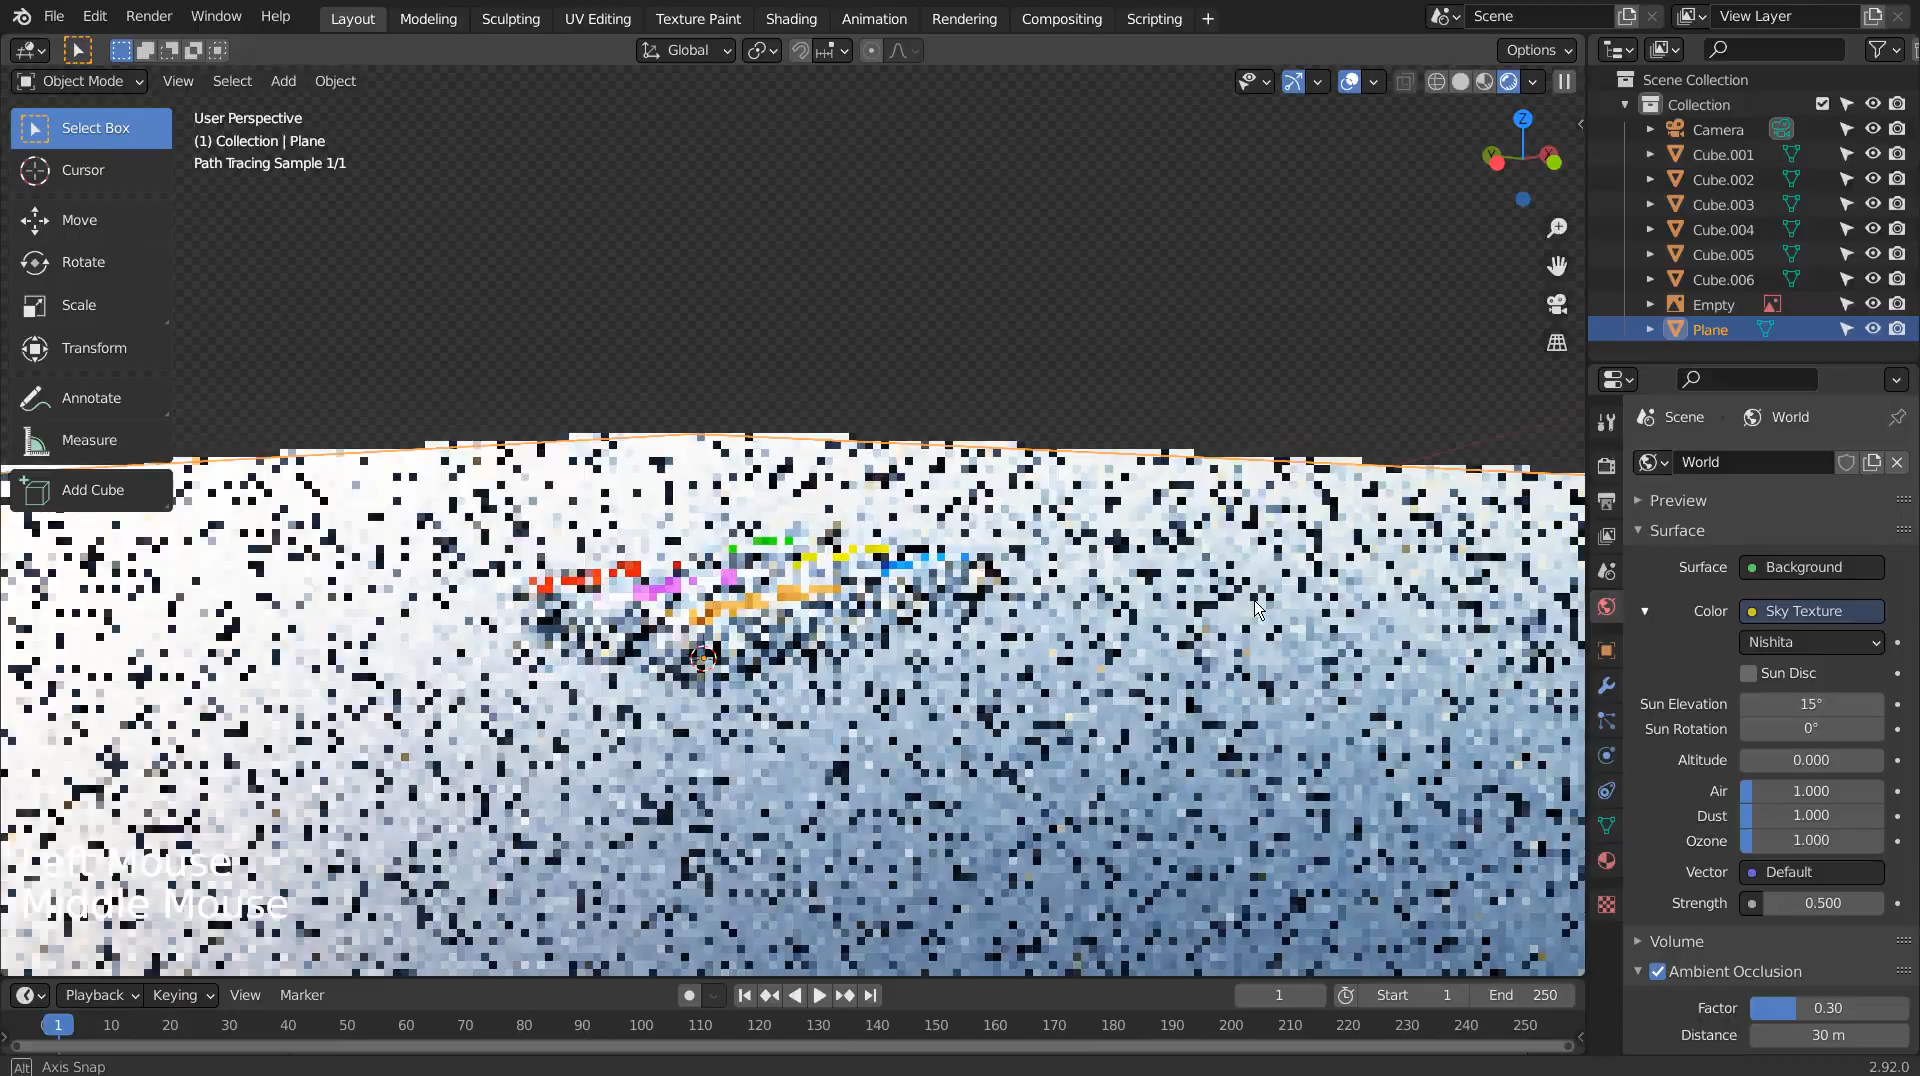 File Edit Render Window Help Layout Modeling Sculpting UV Editing Texture Paint Shading Animation Rendering Compositing Scripting + Scene View Layer
Global Options
Object Mode View Select Add Object
Scene Collection
Collection
Camera
Cube.001
Cube.002
Cube.003
Cube.004
Cube.005
Cube.006
Empty
Plane
Select Box
Cursor
Move
Rotate
Scale
Transform
Annotate
Measure
Add Cube
User Perspective
(1) Collection | Plane
Path Tracing Sample 1/1
Z
Left Mouse
Middle Mouse
Scene World
World
Preview
Surface
Surface Background
Color Sky Texture
Nishita
Sun Disc
Sun Elevation 15°
Sun Rotation 0°
Altitude 0.000
Air 1.000
Dust 1.000
Ozone 1.000
Vector Default
Strength 0.500
Volume
Ambient Occlusion
Factor 0.30
Distance 30 m
Playback Keying View Marker 1 Start 1 End 250
1 10 20 30 40 50 60 70 80 90 100 110 120 130 140 150 160 170 180 190 200 210 220 230 240 250
Alt Axis Snap 2.92.0